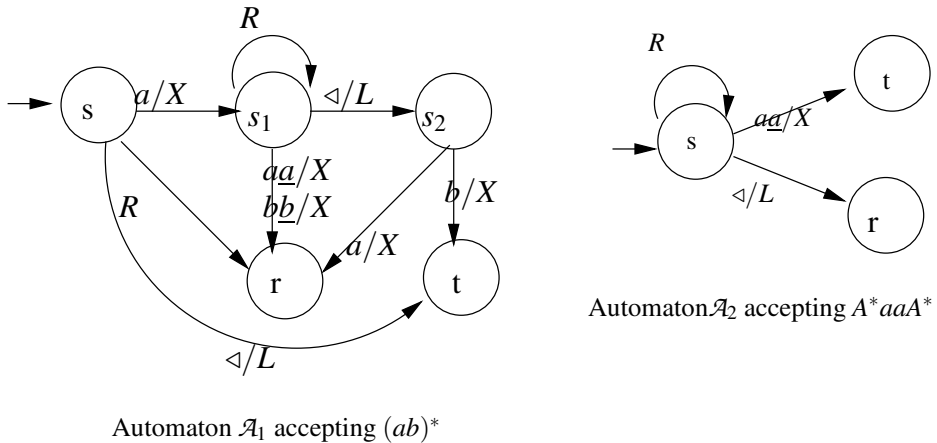 R
s
a/X
s₁
◁/L
s₂
R
aa̲/X
bb̲/X
a/X
b/X
r
t
◁/L
Automaton 𝒜₁ accepting (ab)*
R
s
aa̲/X
t
◁/L
r
Automaton𝒜₂ accepting A*aaA*